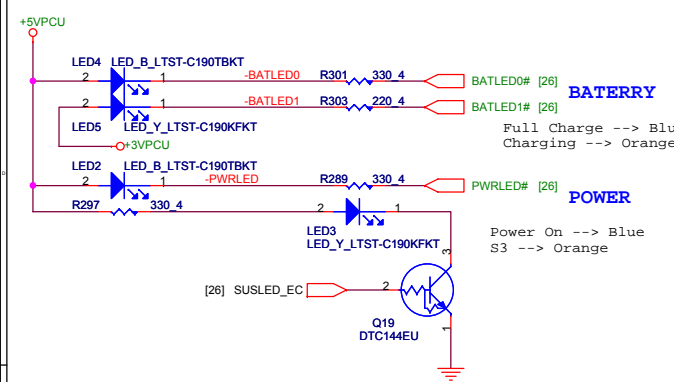 +5VPCU
LED4 LED_B_LTST-C190TBKT
2 1 -BATLED0 R301 330_4 BATLED0# [26]
BATERRY
2 1 -BATLED1 R303 220_4 BATLED1# [26]
LED5 LED_Y_LTST-C190KFKT
Full Charge --> Blu
Charging --> Orange
+3VPCU
LED2 LED_B_LTST-C190TBKT
2 1 -PWRLED R289 330_4 PWRLED# [26]
POWER
R297 330_4
2 1
LED3
LED_Y_LTST-C190KFKT
Power On --> Blue
S3 --> Orange
3
[26] SUSLED_EC 2
Q19
DTC144EU
1